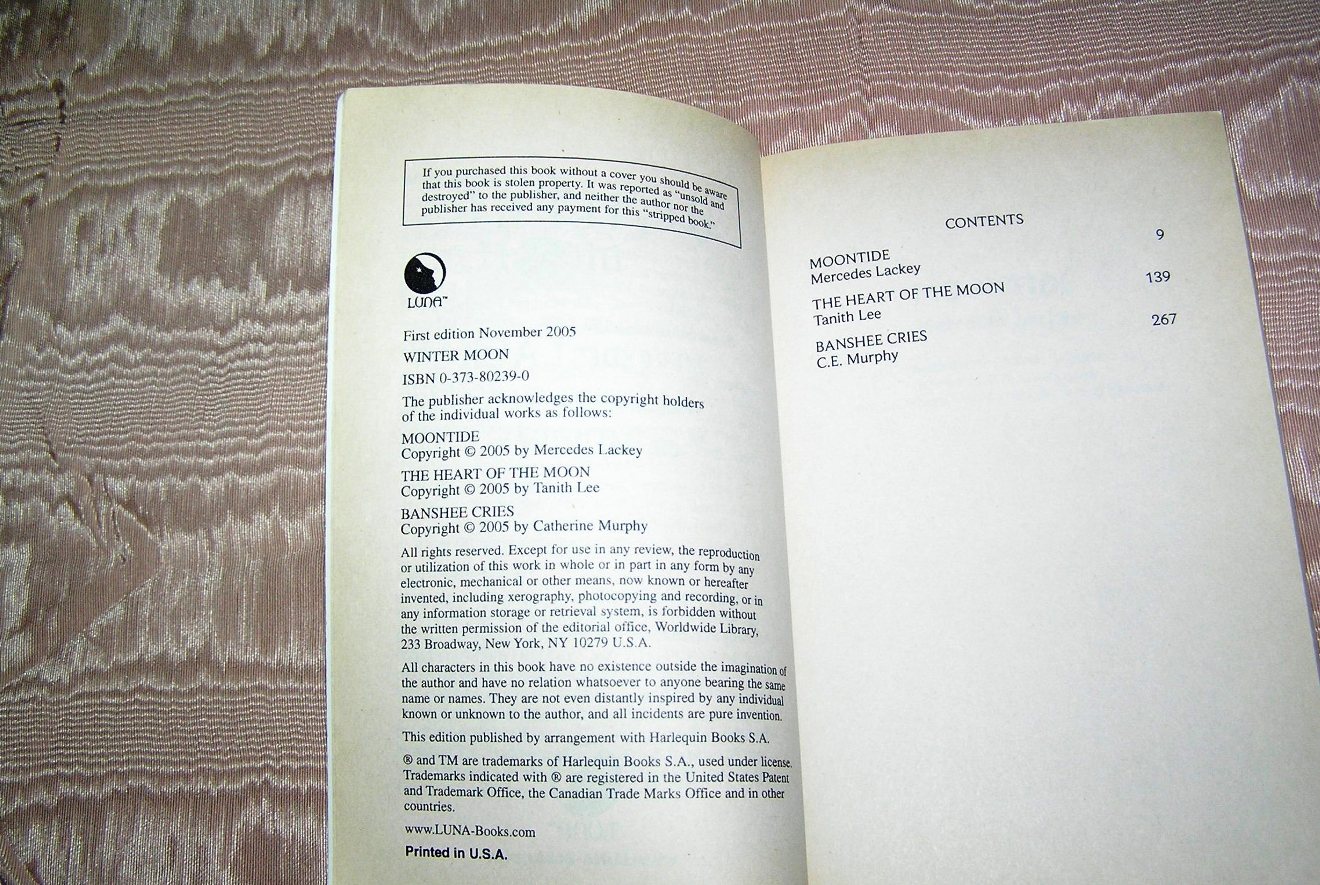 If you purchased this book without a cover you should be aware
that this book is stolen property. It was reported as “unsold and
destroyed” to the publisher, and neither the author nor the
publisher has received any payment for this “stripped book.”
LUNA™
First edition November 2005
WINTER MOON
ISBN 0-373-80239-0
The publisher acknowledges the copyright holders
of the individual works as follows:
MOONTIDE
Copyright © 2005 by Mercedes Lackey
THE HEART OF THE MOON
Copyright © 2005 by Tanith Lee
BANSHEE CRIES
Copyright © 2005 by Catherine Murphy
All rights reserved. Except for use in any review, the reproduction
or utilization of this work in whole or in part in any form by any
electronic, mechanical or other means, now known or hereafter
invented, including xerography, photocopying and recording, or in
any information storage or retrieval system, is forbidden without
the written permission of the editorial office, Worldwide Library,
233 Broadway, New York, NY 10279 U.S.A.
All characters in this book have no existence outside the imagination of
the author and have no relation whatsoever to anyone bearing the same
name or names. They are not even distantly inspired by any individual
known or unknown to the author, and all incidents are pure invention.
This edition published by arrangement with Harlequin Books S.A.
® and TM are trademarks of Harlequin Books S.A., used under license.
Trademarks indicated with ® are registered in the United States Patent
and Trademark Office, the Canadian Trade Marks Office and in other
countries.
www.LUNA-Books.com
Printed in U.S.A.
CONTENTS
MOONTIDE 9
Mercedes Lackey
THE HEART OF THE MOON 139
Tanith Lee
BANSHEE CRIES 267
C.E. Murphy